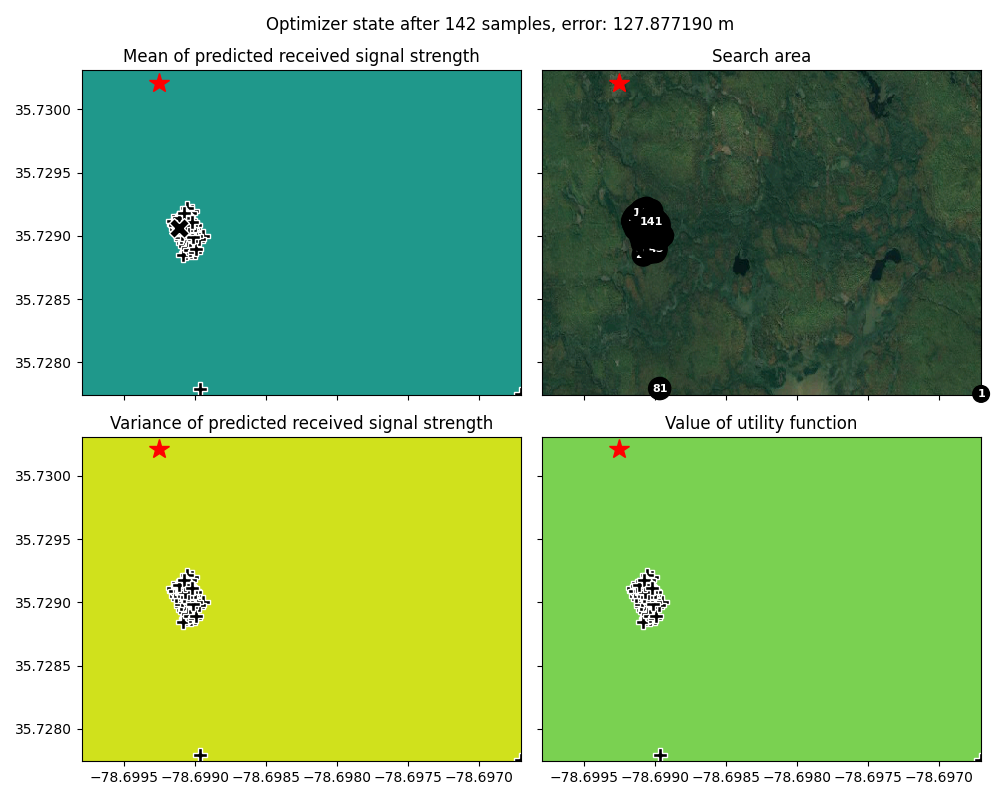 Optimizer state after 142 samples, error: 127.877190 m
Mean of predicted received signal strength
Search area
35.7300
35.7295
35.7290
35.7285
35.7280
141
81
1
Variance of predicted received signal strength
Value of utility function
35.7300
35.7295
35.7290
35.7285
35.7280
−78.6995 −78.6990 −78.6985 −78.6980 −78.6975 −78.6970
−78.6995 −78.6990 −78.6985 −78.6980 −78.6975 −78.6970